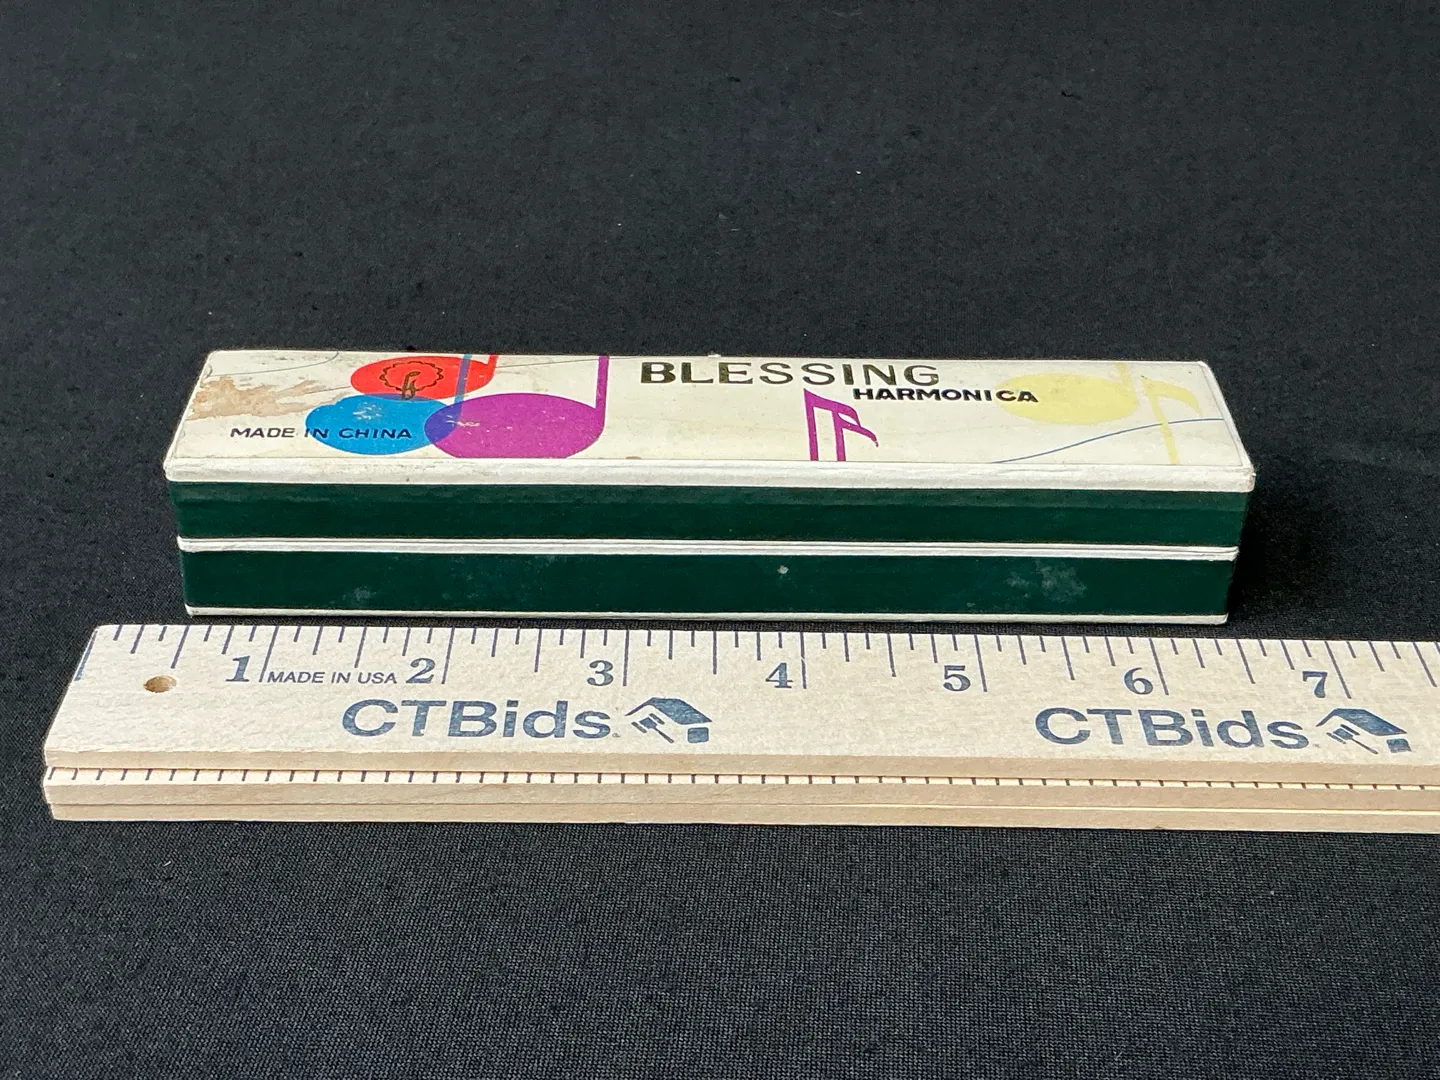 BLESSING
HARMONICA
MADE IN CHINA
1 MADE IN USA 2 3 4 5 6 7
CTBids CTBids